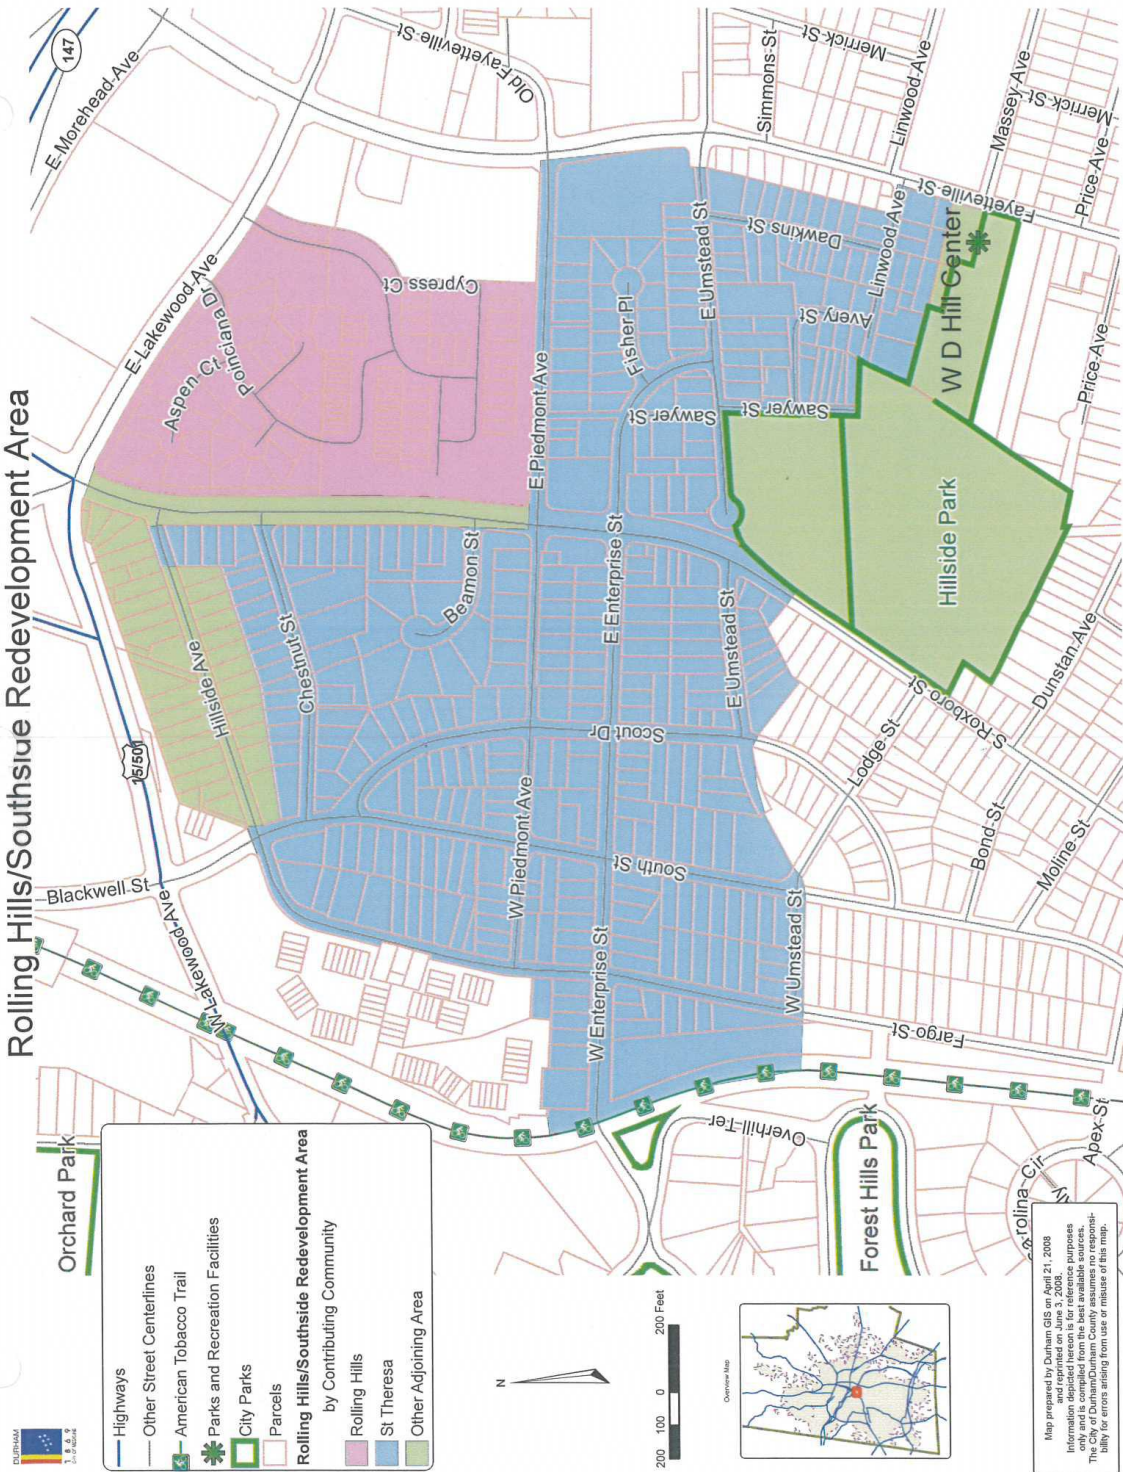 Rolling Hills/Southside Redevelopment Area
147
E Morehead Ave
Old Fayetteville St
Simmons St
Merrick St
Linwood Ave
Massey Ave
Merrick St
Price Ave
Fayetteville St
E Lakewood Ave
Poinciana Dr
Aspen Ct
Cypress Ct
E Piedmont Ave
Fisher Pl
E Umstead St
Dawkins St
Linwood Ave
Avery St
W D Hill Center
Sawyer St
Sawyer St
Price Ave
Hillside Park
15/501
Hillside Ave
Chestnut St
Beamon St
E Enterprise St
E Umstead St
Scout Dr
S Roxboro St
Dunstan Ave
Lodge St
Bond St
Moline St
Blackwell St
W Lakewood Ave
W Piedmont Ave
South St
W Enterprise St
W Umstead St
Fargo St
Orchard Park
Overhill Ter
Forest Hills Park
Apex St
rolina Cir
DURHAM
1869
CITY OF MEDICINE
Highways
Other Street Centerlines
American Tobacco Trail
Parks and Recreation Facilities
City Parks
Parcels
Rolling Hills/Southside Redevelopment Area
by Contributing Community
Rolling Hills
St Theresa
Other Adjoining Area
N
200 100 0 200 Feet
Overview Map
Map prepared by Durham GIS on April 21, 2008
and reprinted on June 3, 2008.
Information depicted hereon is for reference purposes
only and is compiled from the best available sources.
The City of Durham/Durham County assumes no responsi-
bility for errors arising from use or misuse of this map.